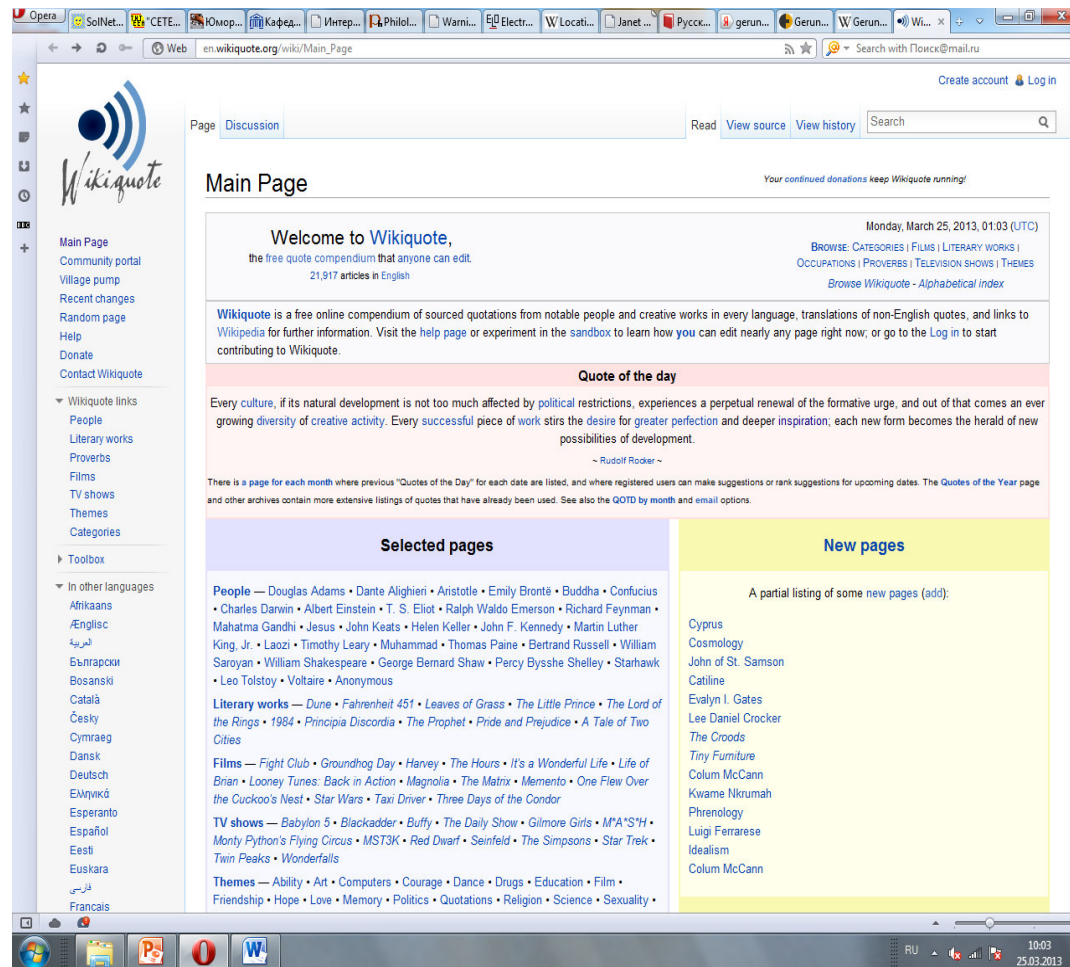 Opera
SolNet... "CETE... Юмор... Кафед... Интер... Philol... Warni... Electr... Locati... Janet ... Русск... gerun... Gerun... Gerun... Wi...
Web en.wikiquote.org/wiki/Main_Page Search with Поиск@mail.ru
Create account Log in
Page Discussion Read View source View history Search
Wikiquote
Main Page
Your continued donations keep Wikiquote running!
Main Page
Community portal
Village pump
Recent changes
Random page
Help
Donate
Contact Wikiquote
Wikiquote links
People
Literary works
Proverbs
Films
TV shows
Themes
Categories
Toolbox
In other languages
Afrikaans
Ænglisc
العربية
Български
Bosanski
Català
Česky
Cymraeg
Dansk
Deutsch
Ελληνικά
Esperanto
Español
Eesti
Euskara
فارسی
Français
Welcome to Wikiquote,
the free quote compendium that anyone can edit.
21,917 articles in English
Monday, March 25, 2013, 01:03 (UTC)
BROWSE: CATEGORIES | FILMS | LITERARY WORKS |
OCCUPATIONS | PROVERBS | TELEVISION SHOWS | THEMES
Browse Wikiquote - Alphabetical index
Wikiquote is a free online compendium of sourced quotations from notable people and creative works in every language, translations of non-English quotes, and links to
Wikipedia for further information. Visit the help page or experiment in the sandbox to learn how you can edit nearly any page right now; or go to the Log in to start
contributing to Wikiquote.
Quote of the day
Every culture, if its natural development is not too much affected by political restrictions, experiences a perpetual renewal of the formative urge, and out of that comes an ever
growing diversity of creative activity. Every successful piece of work stirs the desire for greater perfection and deeper inspiration; each new form becomes the herald of new
possibilities of development.
~ Rudolf Rocker ~
There is a page for each month where previous "Quotes of the Day" for each date are listed, and where registered users can make suggestions or rank suggestions for upcoming dates. The Quotes of the Year page
and other archives contain more extensive listings of quotes that have already been used. See also the QOTD by month and email options.
Selected pages
People — Douglas Adams • Dante Alighieri • Aristotle • Emily Brontë • Buddha • Confucius
• Charles Darwin • Albert Einstein • T. S. Eliot • Ralph Waldo Emerson • Richard Feynman •
Mahatma Gandhi • Jesus • John Keats • Helen Keller • John F. Kennedy • Martin Luther
King, Jr. • Laozi • Timothy Leary • Muhammad • Thomas Paine • Bertrand Russell • William
Saroyan • William Shakespeare • George Bernard Shaw • Percy Bysshe Shelley • Starhawk
• Leo Tolstoy • Voltaire • Anonymous
Literary works — Dune • Fahrenheit 451 • Leaves of Grass • The Little Prince • The Lord of
the Rings • 1984 • Principia Discordia • The Prophet • Pride and Prejudice • A Tale of Two
Cities
Films — Fight Club • Groundhog Day • Harvey • The Hours • It's a Wonderful Life • Life of
Brian • Looney Tunes: Back in Action • Magnolia • The Matrix • Memento • One Flew Over
the Cuckoo's Nest • Star Wars • Taxi Driver • Three Days of the Condor
TV shows — Babylon 5 • Blackadder • Buffy • The Daily Show • Gilmore Girls • M*A*S*H •
Monty Python's Flying Circus • MST3K • Red Dwarf • Seinfeld • The Simpsons • Star Trek •
Twin Peaks • Wonderfalls
Themes — Ability • Art • Computers • Courage • Dance • Drugs • Education • Film •
Friendship • Hope • Love • Memory • Politics • Quotations • Religion • Science • Sexuality •
New pages
A partial listing of some new pages (add):
Cyprus
Cosmology
John of St. Samson
Catiline
Evalyn I. Gates
Lee Daniel Crocker
The Croods
Tiny Furniture
Colum McCann
Kwame Nkrumah
Phrenology
Luigi Ferrarese
Idealism
Colum McCann
RU 10:03
25.03.2013